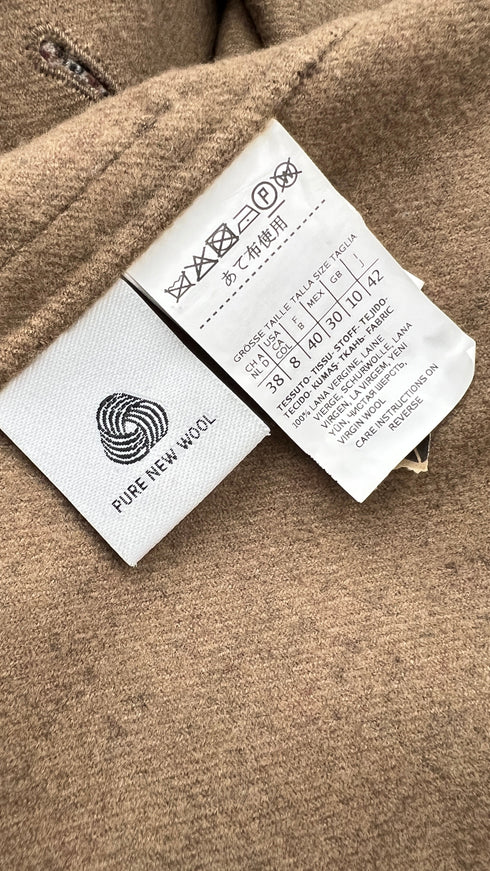 P
W
あて布使用
GROSSE TAILLE TALLA SIZE TAGLIA
CH A USA F MEX GB I
NL D COL B
38 8 40 30 10 42
TESSUTO- TISSU- STOFF- TEJIDO-
TECIDO KUMAŞ- ТКАНЬ- FABRIC
100% LANA VERGINE, LAINE
VIERGE, SCHURWOLLE, LANA
VIRGEN, LA VIRGEM, YENI
YÜN, ЧИСТАЯ ШЕРСТЬ,
VIRGIN WOOL
CARE INSTRUCTIONS ON
REVERSE
PURE NEW WOOL